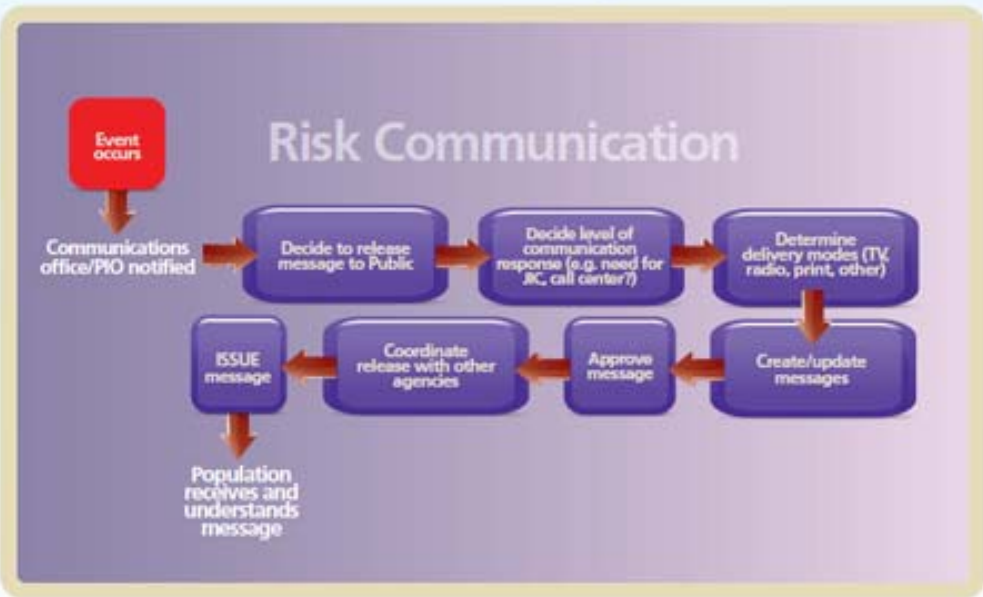 Risk Communication
Event
occurs
Communications
office/PIO notified
Decide to release
message to Public
Decide level of
communication
response (e.g. need for
JIC, call center?)
Determine
delivery modes (TV,
radio, print, other)
Create/update
messages
Approve
message
Coordinate
release with other
agencies
ISSUE
message
Population
receives and
understands
message